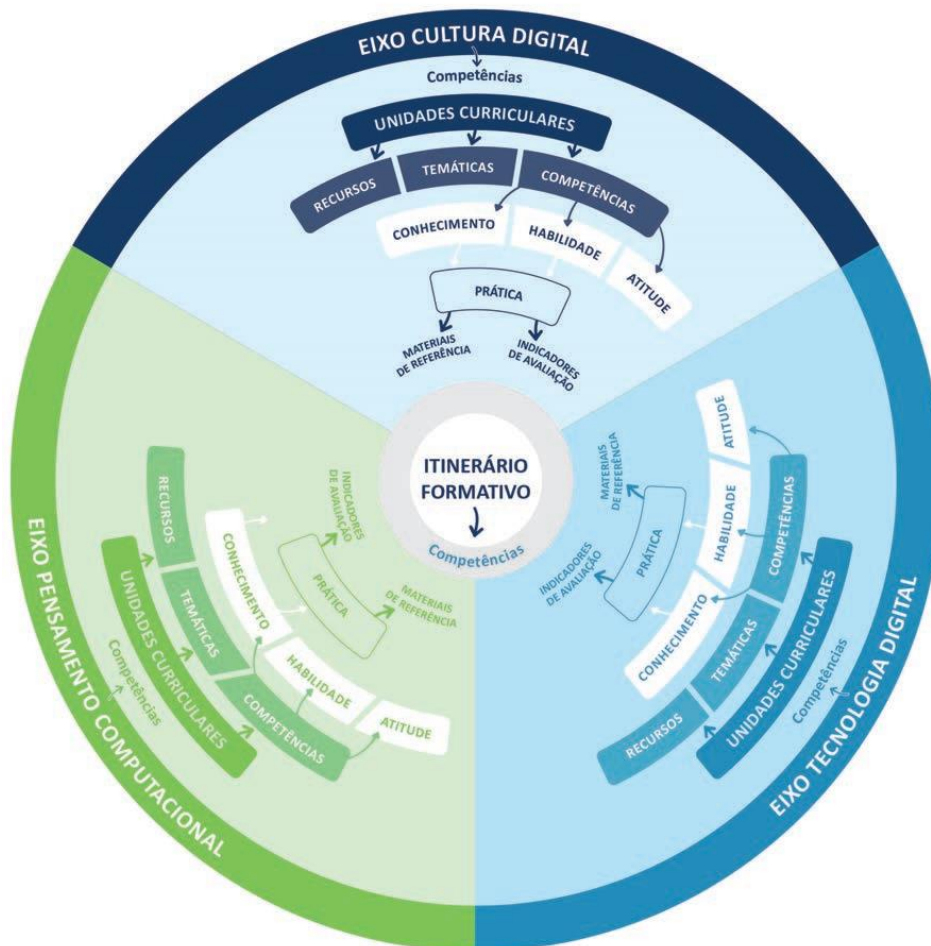 EIXO CULTURA DIGITAL
Competências
UNIDADES CURRICULARES
RECURSOS
TEMÁTICAS
COMPETÊNCIAS
CONHECIMENTO
HABILIDADE
ATITUDE
PRÁTICA
MATERIAIS
DE REFERÊNCIA
INDICADORES
DE AVALIAÇÃO
ITINERÁRIO
FORMATIVO
Competências
EIXO TECNOLOGIA DIGITAL
Competências
UNIDADES CURRICULARES
RECURSOS
TEMÁTICAS
COMPETÊNCIAS
CONHECIMENTO
HABILIDADE
ATITUDE
PRÁTICA
MATERIAIS
DE REFERÊNCIA
INDICADORES
DE AVALIAÇÃO
EIXO PENSAMENTO COMPUTACIONAL
Competências
UNIDADES CURRICULARES
RECURSOS
TEMÁTICAS
COMPETÊNCIAS
CONHECIMENTO
HABILIDADE
ATITUDE
PRÁTICA
INDICADORES
DE AVALIAÇÃO
MATERIAIS
DE REFERÊNCIA